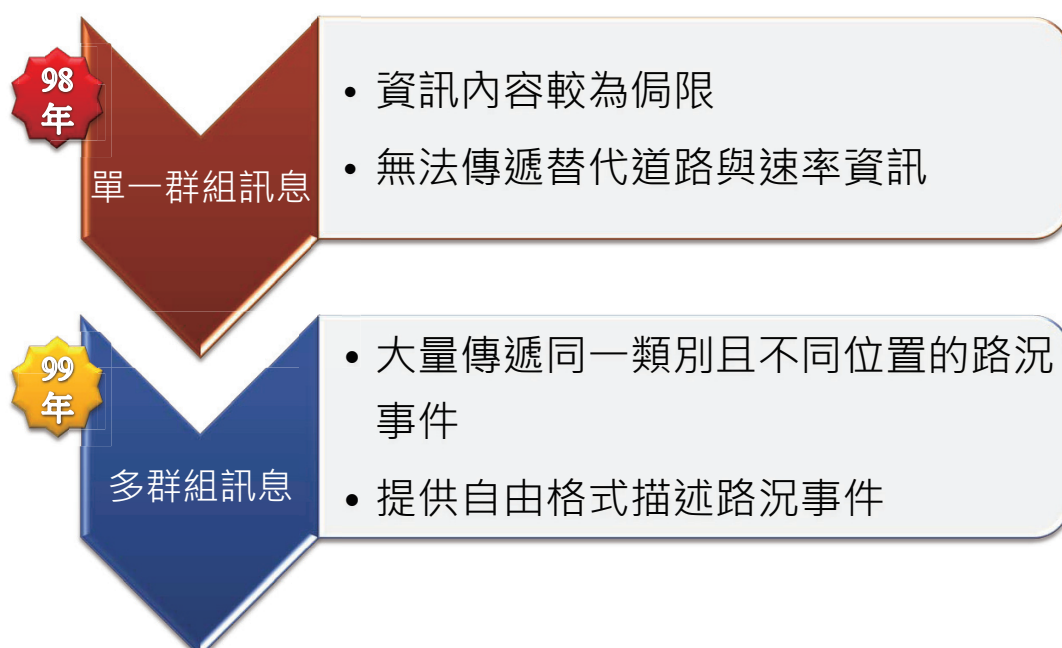 98
年
單一群組訊息
• 資訊內容較為侷限
• 無法傳遞替代道路與速率資訊
99
年
多群組訊息
• 大量傳遞同一類別且不同位置的路況
事件
• 提供自由格式描述路況事件